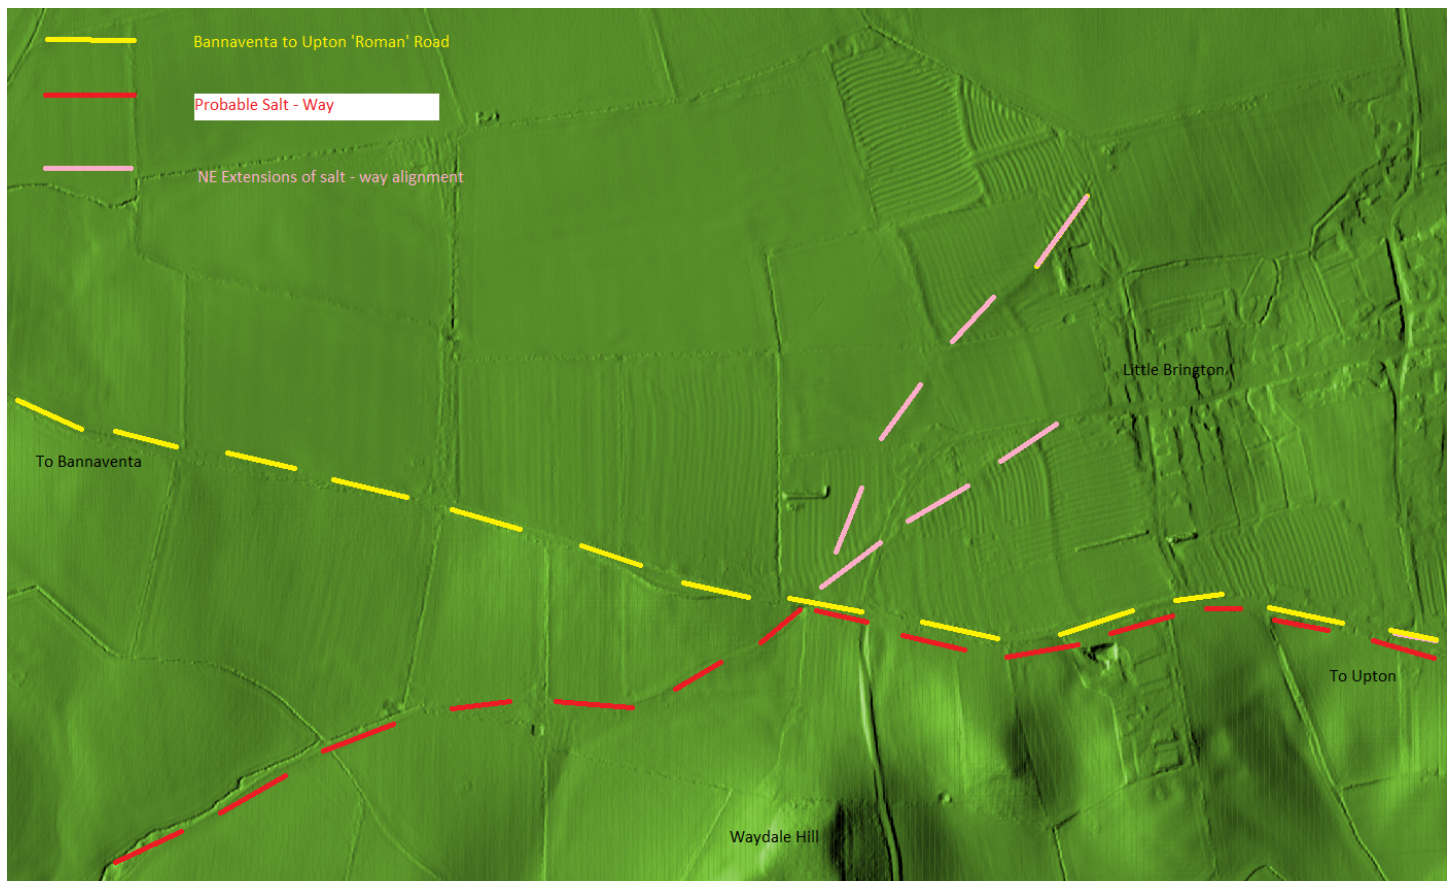 Bannaventa to Upton 'Roman' Road
Probable Salt - Way
NE Extensions of salt - way alignment
Little Brington
To Bannaventa
To Upton
Waydale Hill